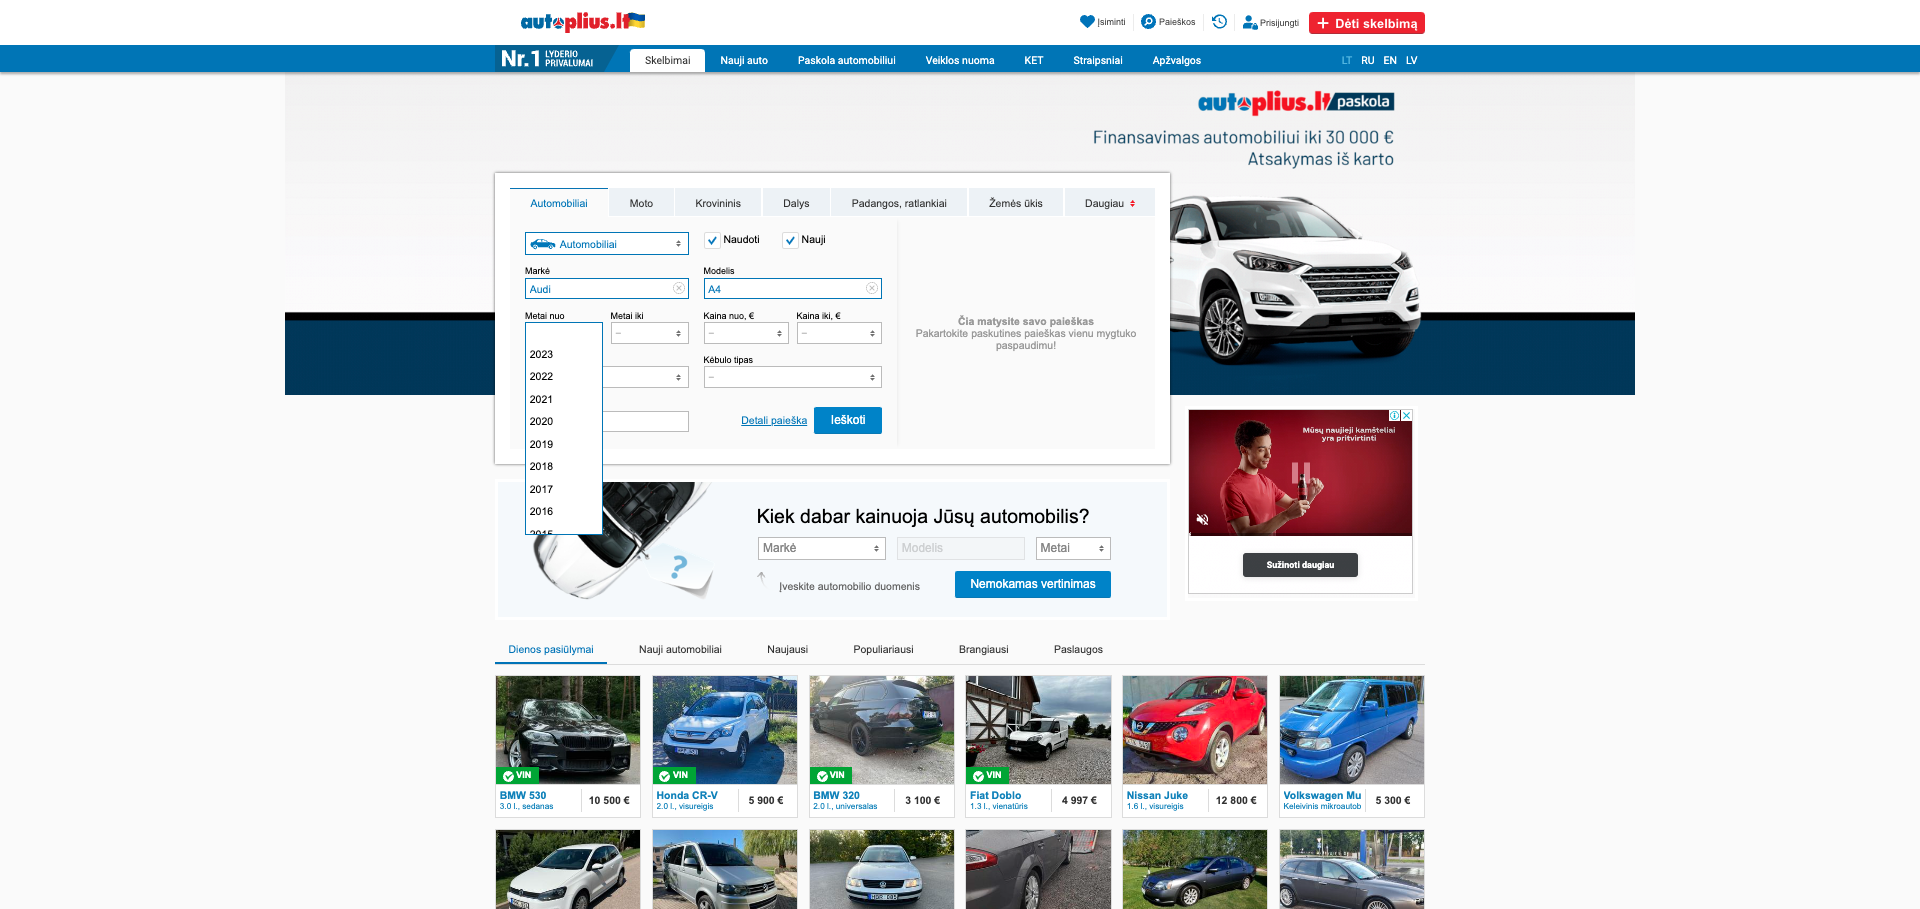 autoplius.lt
Įsiminti
Paieškos
Prisijungti
Dėti skelbimą
Nr.1 LYDERIO PRIVALUMAI
Skelbimai
Nauji auto
Paskola automobiliui
Veiklos nuoma
KET
Straipsniai
Apžvalgos
LT RU EN LV
autoplius.lt paskola
Finansavimas automobiliui iki 30 000 €
Atsakymas iš karto
Automobiliai
Moto
Krovininis
Dalys
Padangos, ratlankiai
Žemės ūkis
Daugiau
Automobiliai
Naudoti
Nauji
Markė
Modelis
Audi
A4
Metai nuo
Metai iki
Kaina nuo, €
Kaina iki, €
–
–
–
Kėbulo tipas
–
2023
2022
2021
2020
2019
2018
2017
2016
2015
Detali paieška
Ieškoti
Čia matysite savo paieškas
Pakartokite paskutines paieškas vienu mygtuko
paspaudimu!
Mūsų naujieji kamšteliai
yra pritvirtinti
Sužinoti daugiau
?
Kiek dabar kainuoja Jūsų automobilis?
Markė
Modelis
Metai
Įveskite automobilio duomenis
Nemokamas vertinimas
Dienos pasiūlymai
Nauji automobiliai
Naujausi
Populiariausi
Brangiausi
Paslaugos
VIN
VIN
VIN
VIN
BMW 530
3.0 l., sedanas
10 500 €
Honda CR-V
2.0 l., visureigis
5 900 €
BMW 320
2.0 l., universalas
3 100 €
Fiat Doblo
1.3 l., vienatūris
4 997 €
Nissan Juke
1.6 l., visureigis
12 800 €
Volkswagen Mu
Keleivinis mikroautob
5 300 €